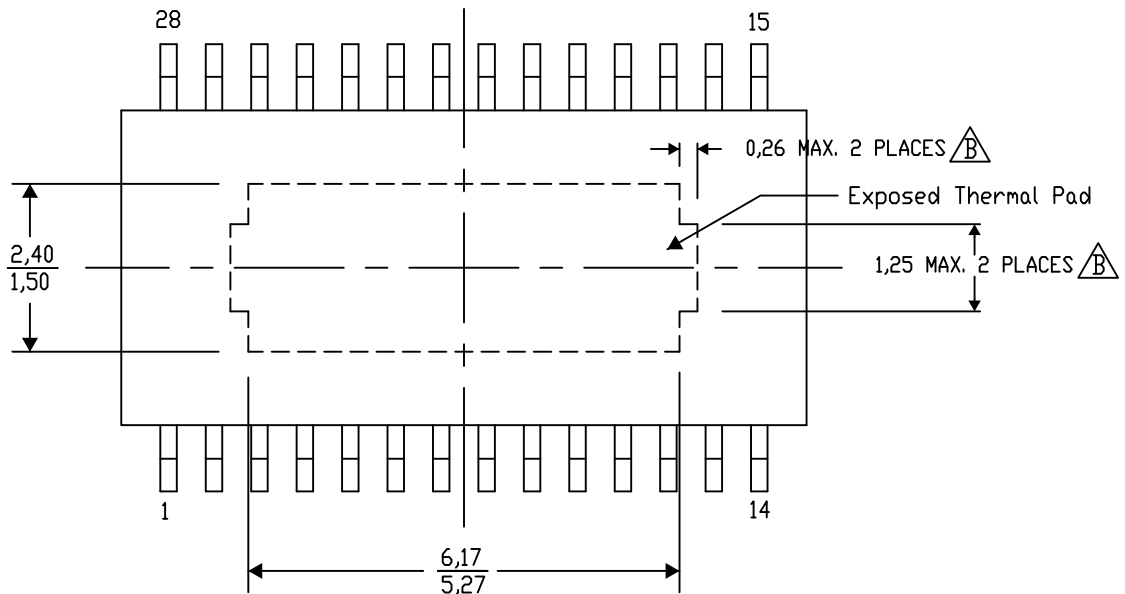 28
15
0,26 MAX. 2 PLACES B
Exposed Thermal Pad
2,40
1,50
1,25 MAX. 2 PLACES B
1
14
6,17
5,27